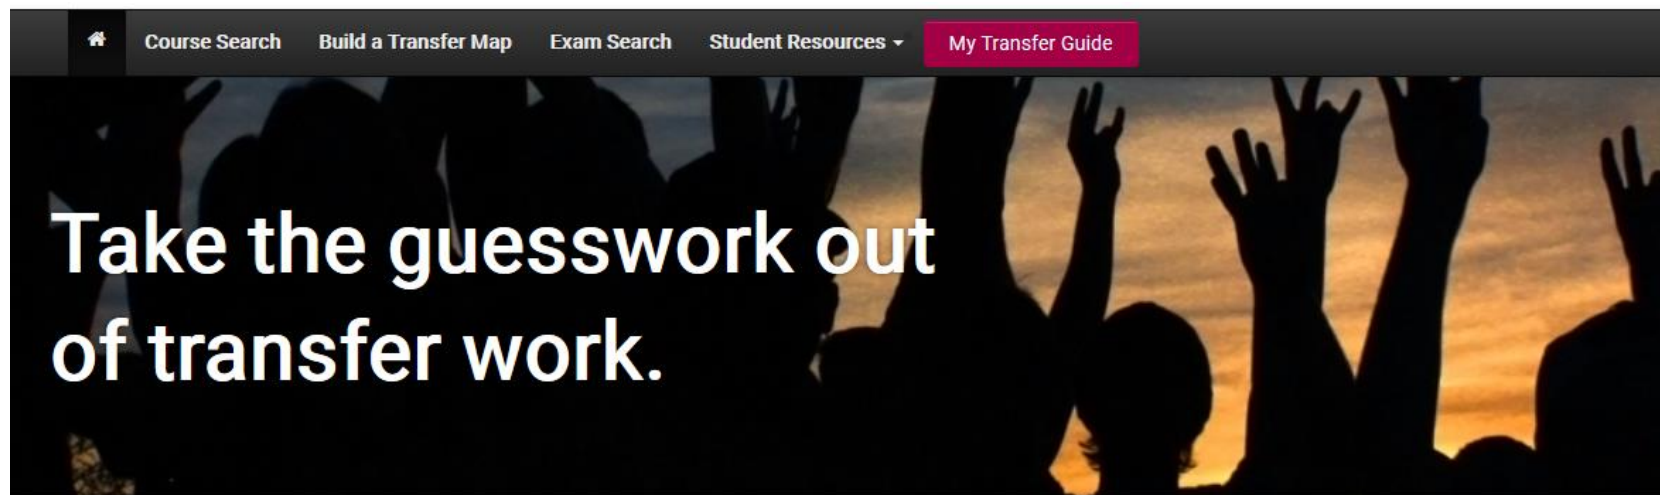 Course Search Build a Transfer Map Exam Search Student Resources My Transfer Guide
Take the guesswork out
of transfer work.